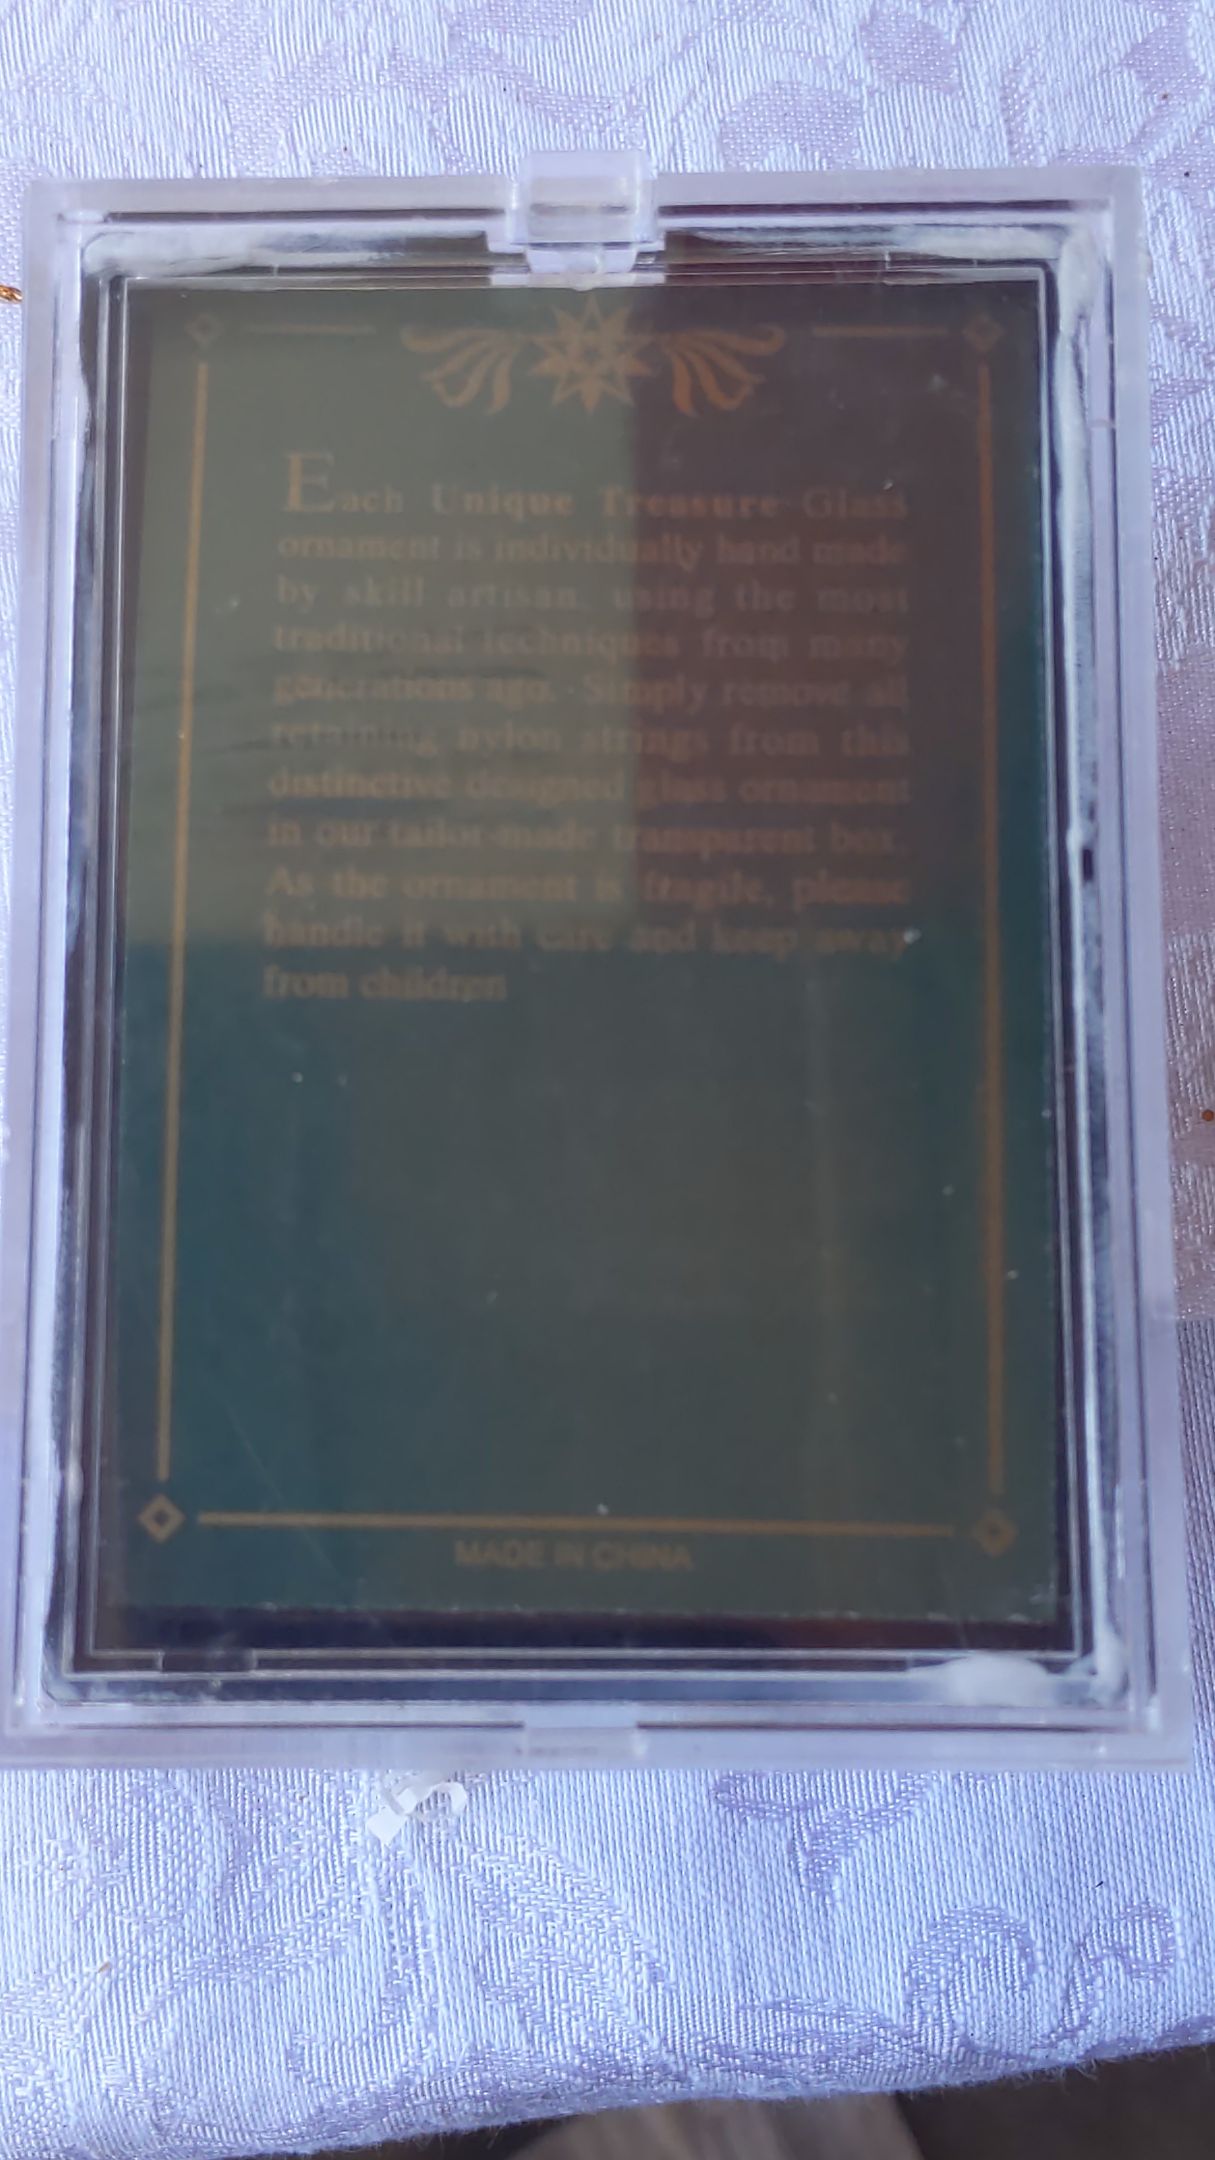 Each Unique Treasure Glass
ornament is individually hand made
by skill artisan, using the most
traditional techniques from many
generations ago. Simply remove all
retaining nylon strings from this
distinctive designed glass ornament
in our tailor-made transparent box.
As the ornament is fragile, please
handle it with care and keep away
from children
MADE IN CHINA